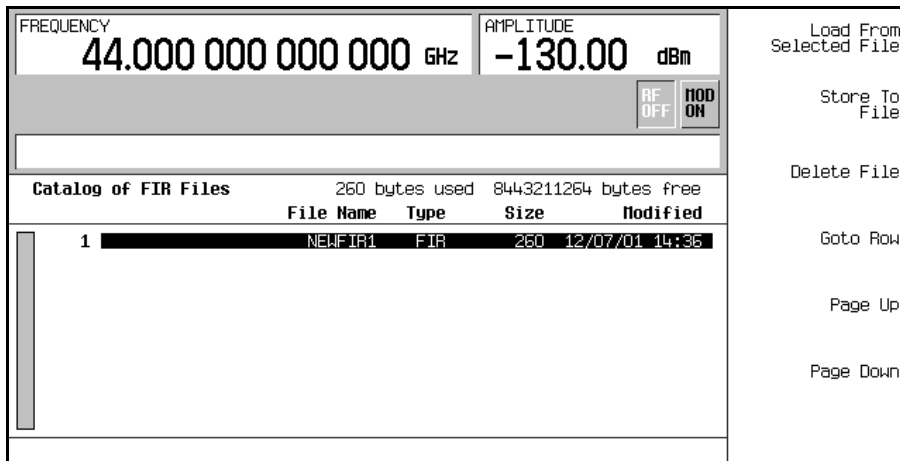 FREQUENCY
44.000 000 000 000 GHz
AMPLITUDE
-130.00 dBm
RF OFF
MOD ON
Catalog of FIR Files 260 bytes used 8443211264 bytes free
File Name Type Size Modified
1 NEWFIR1 FIR 260 12/07/01 14:36
Load From
Selected File
Store To
File
Delete File
Goto Row
Page Up
Page Down